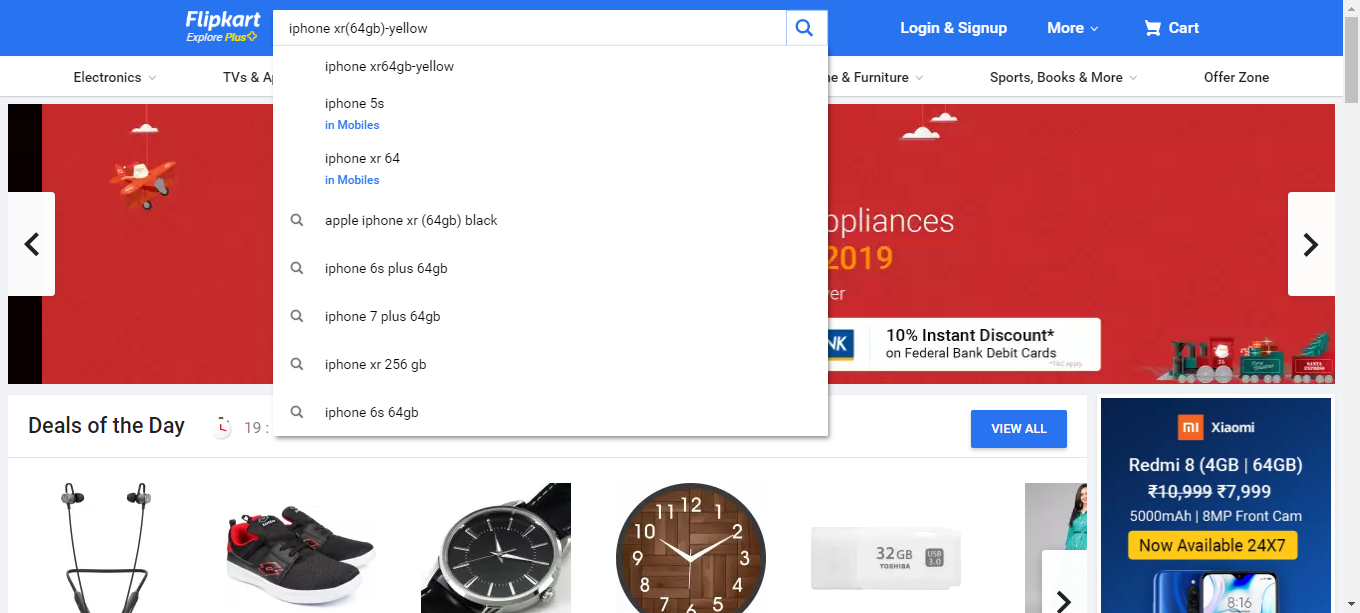 Flipkart
Explore Plus
iphone xr(64gb)-yellow
Login & Signup
More
Cart
Electronics
TVs &
& Furniture
Sports, Books & More
Offer Zone
iphone xr64gb-yellow
iphone 5s
in Mobiles
iphone xr 64
in Mobiles
apple iphone xr (64gb) black
iphone 6s plus 64gb
iphone 7 plus 64gb
iphone xr 256 gb
iphone 6s 64gb
2019
10% Instant Discount*
on Federal Bank Debit Cards
*T&C Apply
Deals of the Day
19 :
VIEW ALL
mi Xiaomi
Redmi 8 (4GB | 64GB)
₹10,999 ₹7,999
5000mAh | 8MP Front Cam
Now Available 24X7
8:16
12
11 1
10 2
9 3
8 4
7 6 5
32GB
TOSHIBA
USB
3.0
SANTA
EXPRESS